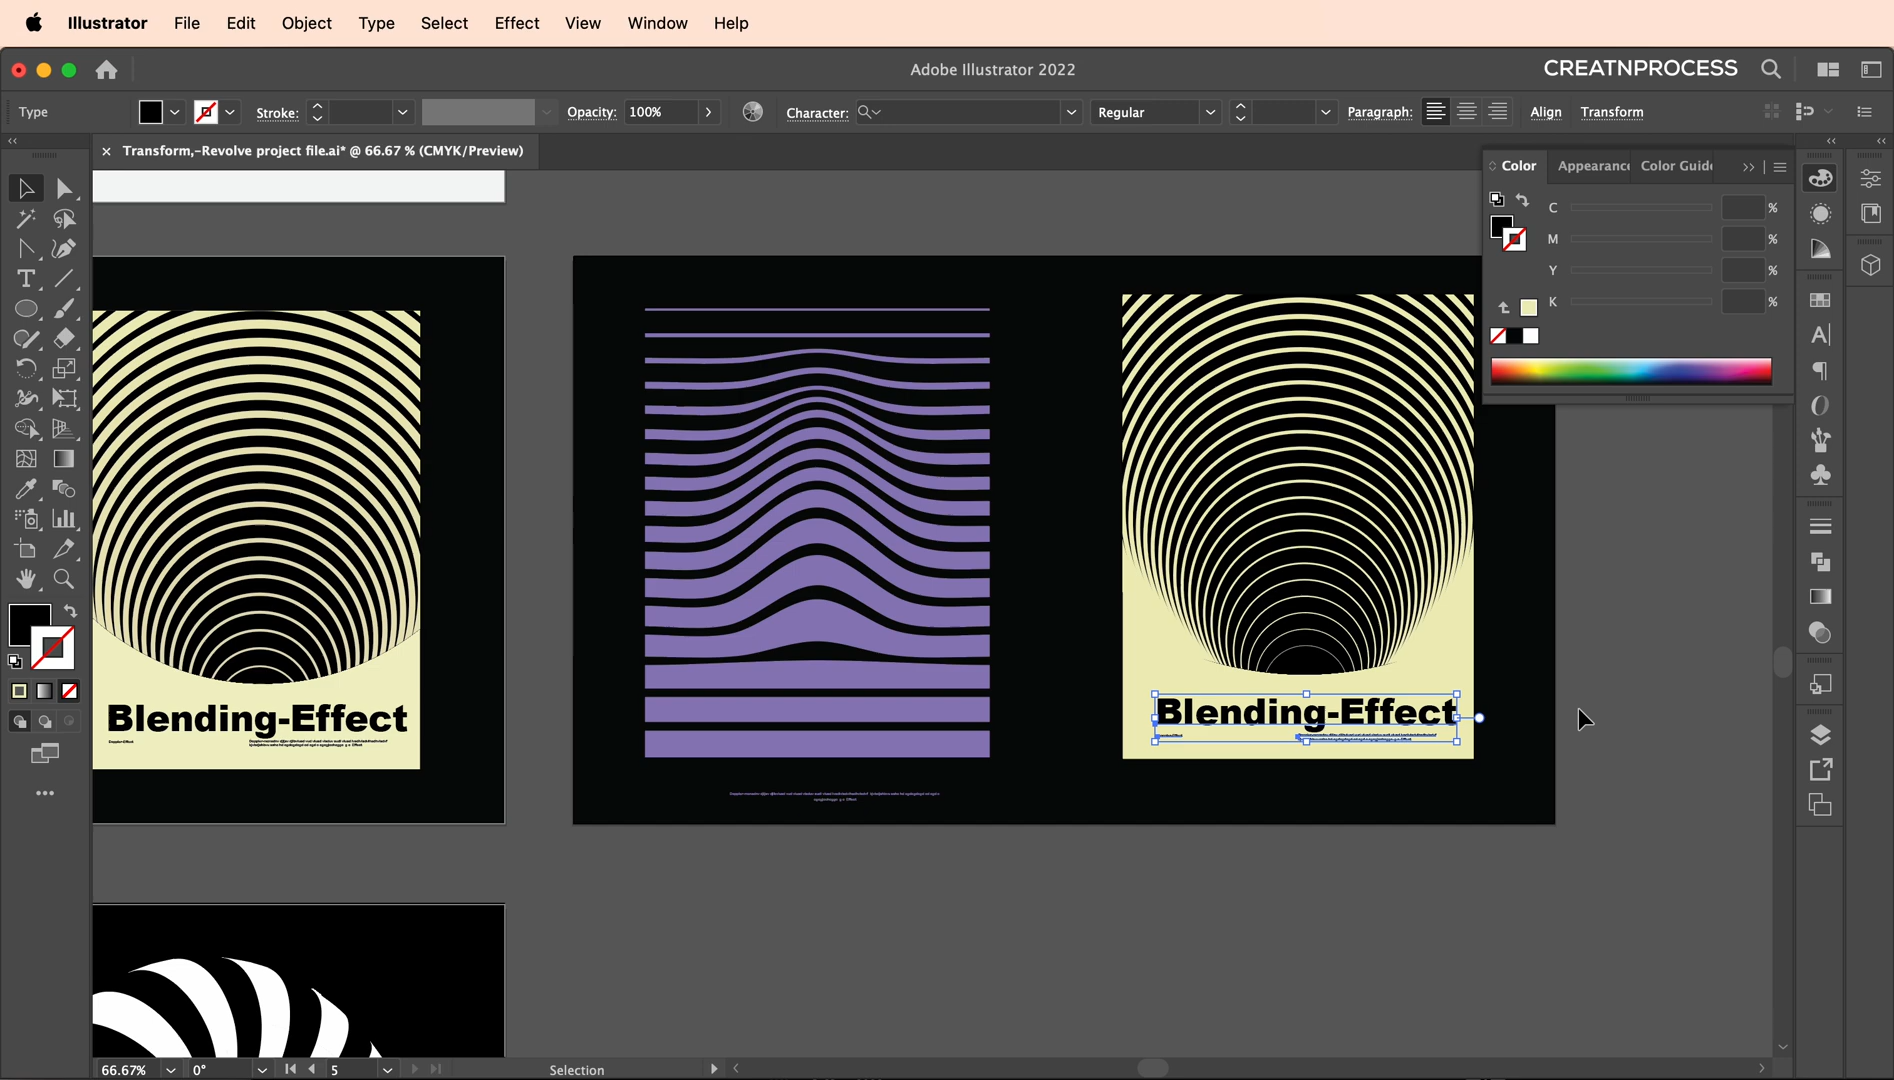 Illustrator File Edit Object Type Select Effect View Window Help
Adobe Illustrator 2022
CREATNPROCESS
Type Stroke: Opacity: 100% Character: Regular Paragraph: Align Transform
Transform,-Revolve project file.ai* @ 66.67 % (CMYK/Preview)
Color Appearanc Color Guid
C %
M %
Y %
K %
Blending-Effect
Blending-Effect
66.67% 0° 5 Selection